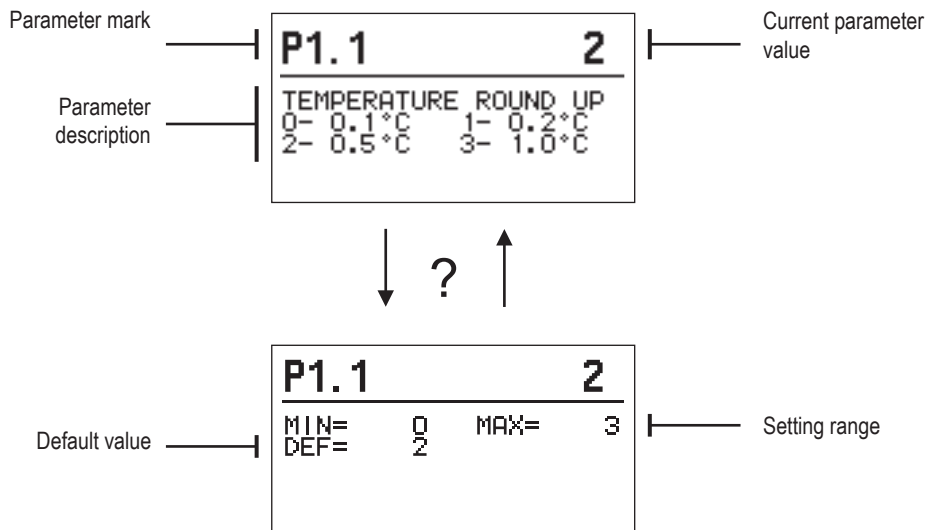 Parameter mark
P1.1 2
Current parameter
value
Parameter
description
TEMPERATURE ROUND UP
0- 0.1°C 1- 0.2°C
2- 0.5°C 3- 1.0°C
?
P1.1 2
MIN= 0 MAX= 3
DEF= 2
Default value
Setting range